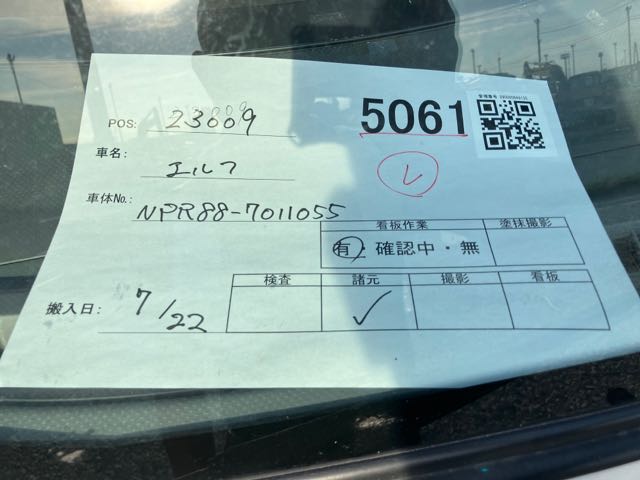 5061
POS: 23609
車名: エルフ
レ
車体No.: NPR88-7011055
看板作業 塗抹撮影
有・確認中・無
検査 諸元 撮影 看板
搬入日: 7/22 ✓